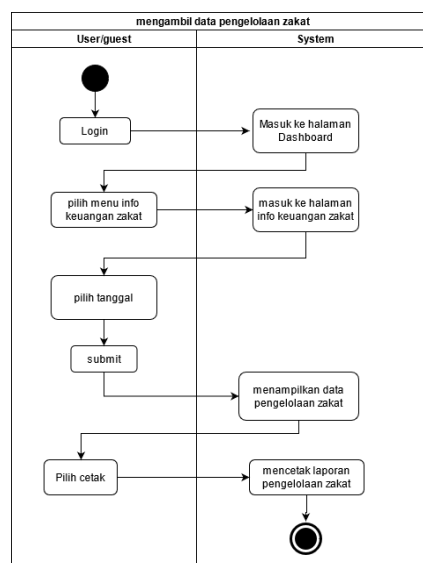 mengambil data pengelolaan zakat
User/guest
System
Login
Masuk ke halaman
Dashboard
pilih menu info
keuangan zakat
masuk ke halaman
info keuangan zakat
pilih tanggal
submit
menampilkan data
pengelolaan zakat
Pilih cetak
mencetak laporan
pengelolaan zakat